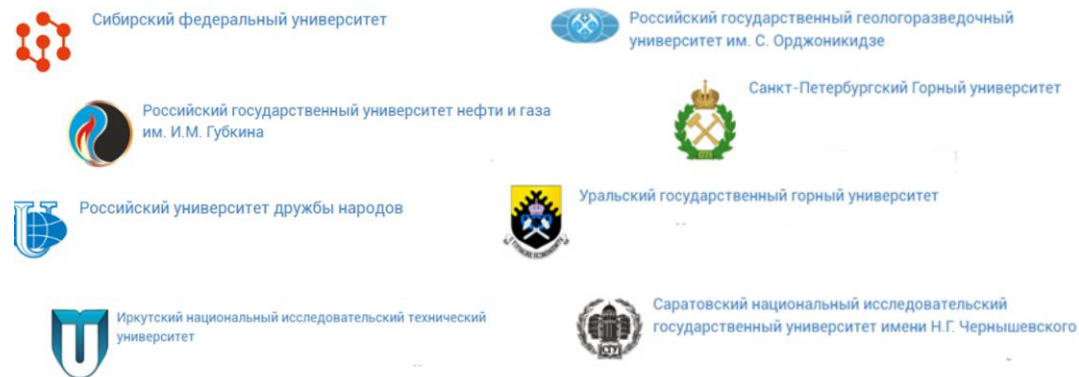 Сибирский федеральный университет
Российский государственный геологоразведочный
университет им. С. Орджоникидзе
Российский государственный университет нефти и газа
им. И.М. Губкина
Санкт-Петербургский Горный университет
Российский университет дружбы народов
Уральский государственный горный университет
Иркутский национальный исследовательский технический
университет
Саратовский национальный исследовательский
государственный университет имени Н.Г. Чернышевского